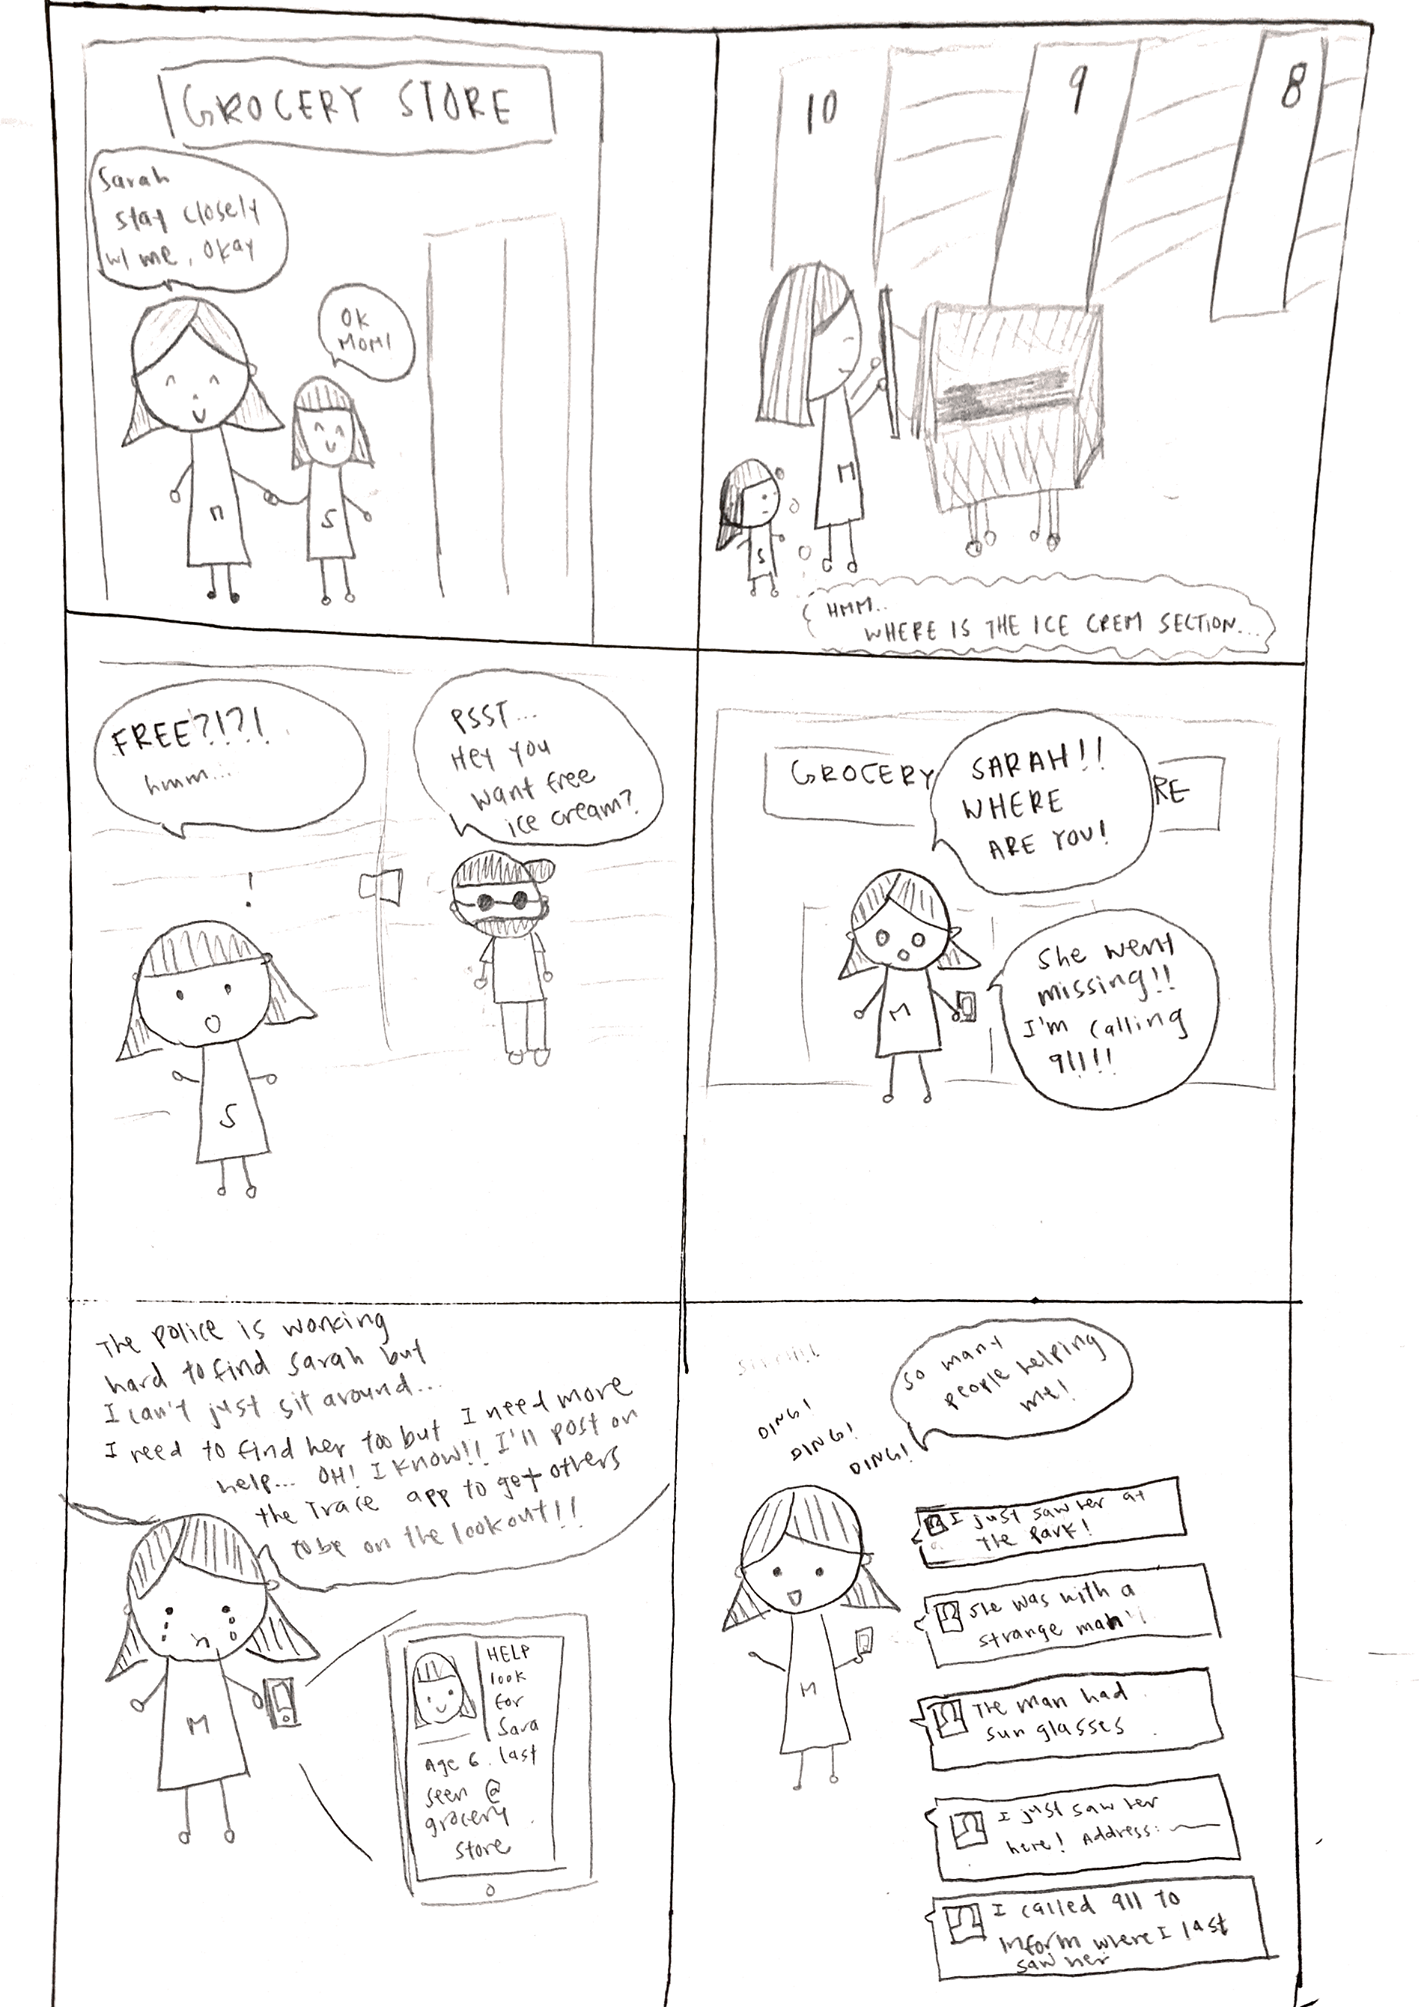 GROCERY STORE
Sarah
stay closely
w/ me, okay
OK
MOM!
n
S
10
9
8
M
S
HMM..
WHERE IS THE ICE CREM SECTION...
FREE?!?!
hmm...
PSST...
Hey you
want free
ice cream?
!
S
GROCERY
RE
SARAH!!
WHERE
ARE YOU!
She went
missing!!
I'm calling
911!!
M
The police is working
hard to find Sarah but
I can't just sit around...
I need to find her too but I need more
help... OH! I KNOW!! I'll post on
the Trace app to get others
to be on the lookout!!
M
HELP
look
for
Sara
Age 6. last
seen @
grocery
store
So many
people helping
me!
DING!
DING!
DING!
M
I just saw her at
the park!
She was with a
strange man!!
The man had
sun glasses
I just saw her
here! Address:
I called 911 to
inform where I last
saw her